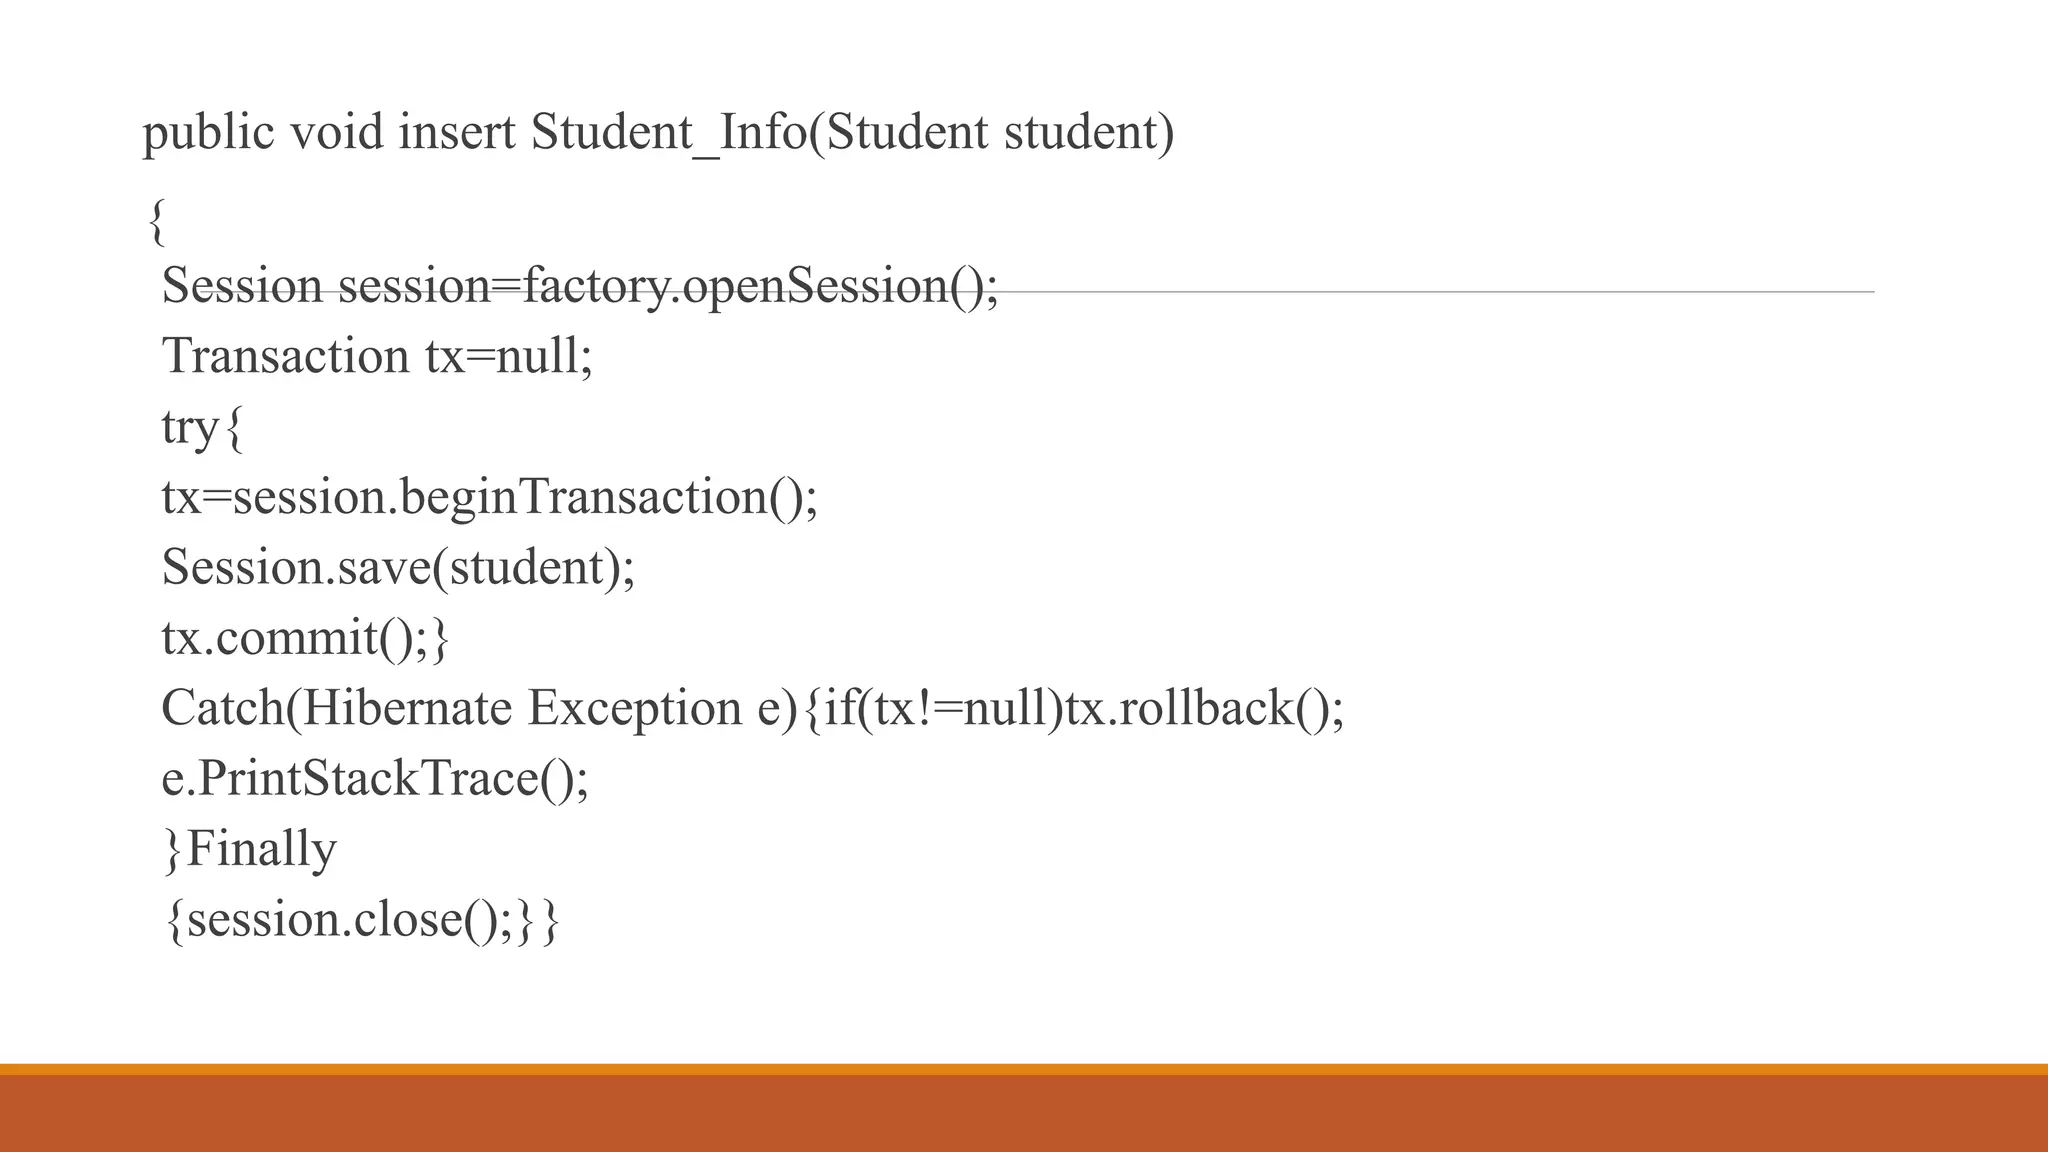 public void insert Student_Info(Student student)
{
Session session=factory.openSession();
Transaction tx=null;
try{
tx=session.beginTransaction();
Session.save(student);
tx.commit();}
Catch(Hibernate Exception e){if(tx!=null)tx.rollback();
e.PrintStackTrace();
}Finally
{session.close();}}